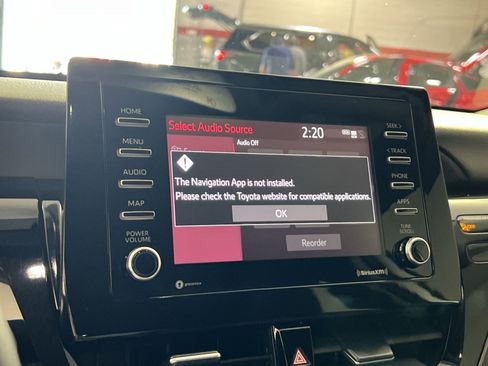 HOME
MENU
AUDIO
MAP
POWER
VOLUME
Select Audio Source
2:20
Audio Off
The Navigation App is not installed.
Please check the Toyota website for compatible applications.
OK
Reorder
SEEK >
< TRACK
PHONE
APPS
TUNE
SCROLL
gracenote
((SiriusXM))